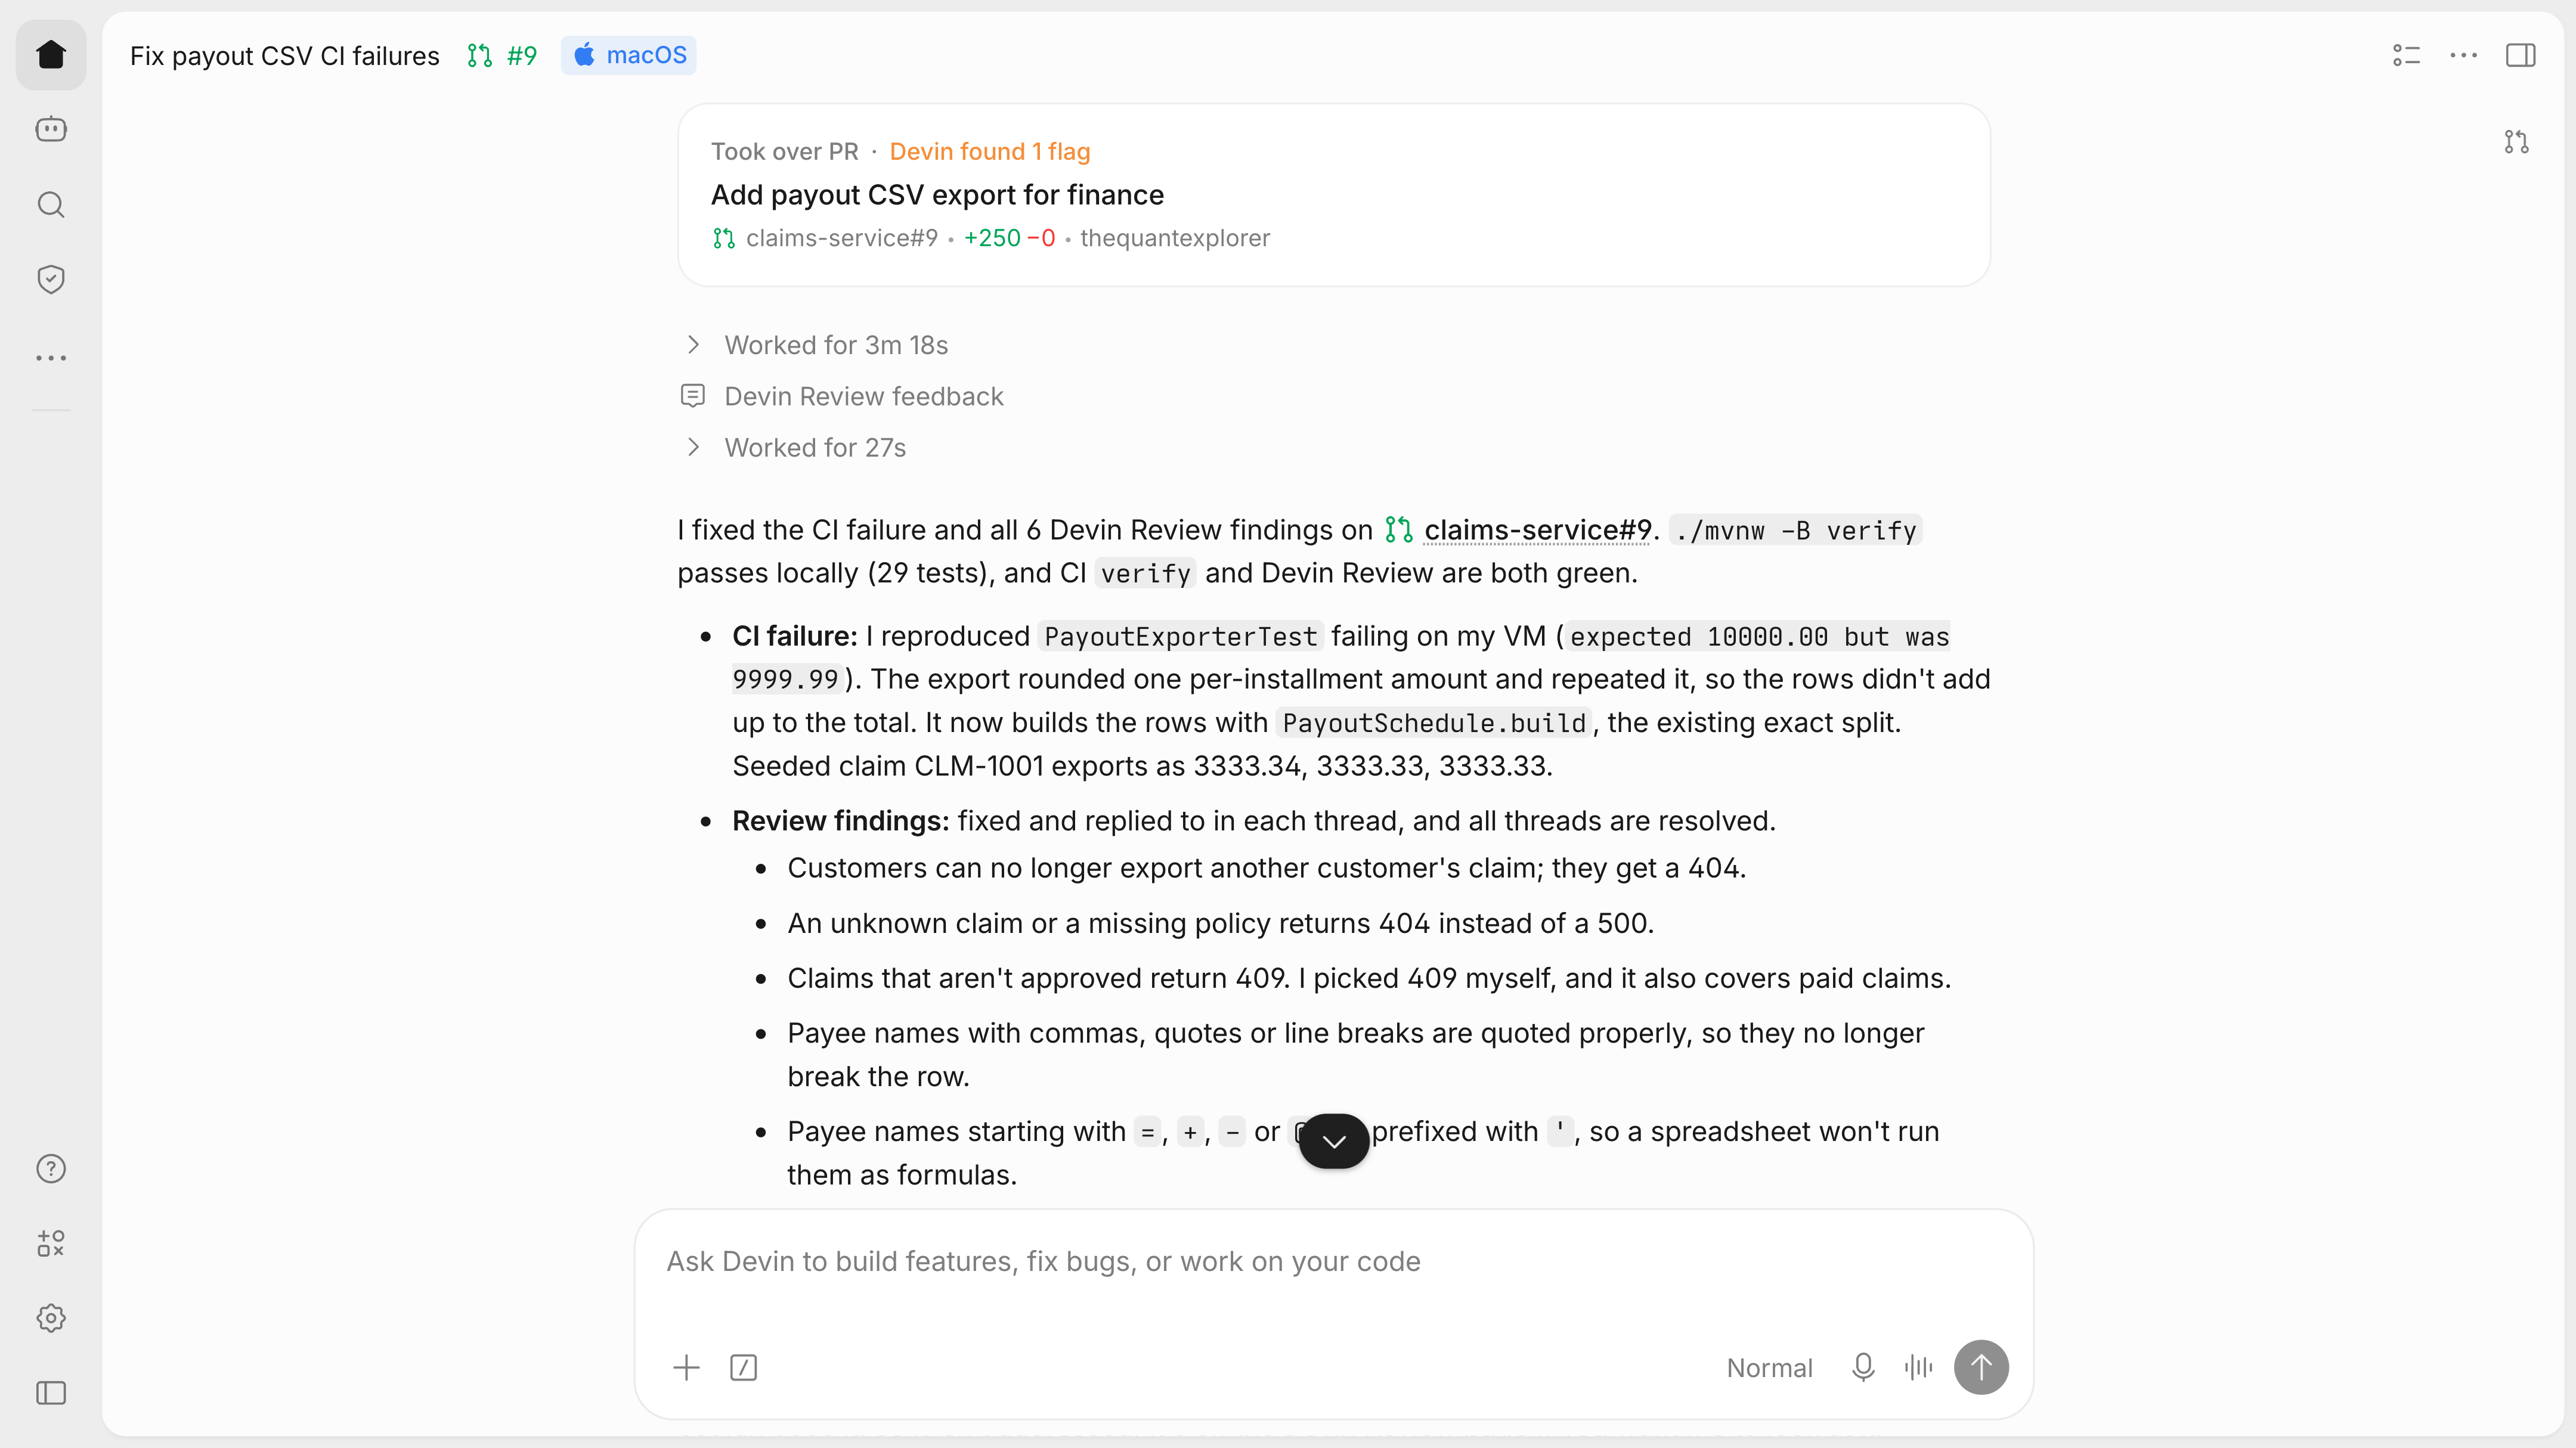 Fix payout CSV CI failures #9 macOS
Took over PR · Devin found 1 flag
Add payout CSV export for finance
claims-service#9 • +250 −0 • thequantexplorer
Worked for 3m 18s
Devin Review feedback
Worked for 27s
I fixed the CI failure and all 6 Devin Review findings on claims-service#9. ./mvnw -B verify
passes locally (29 tests), and CI verify and Devin Review are both green.
• CI failure: I reproduced PayoutExporterTest failing on my VM (expected 10000.00 but was
9999.99). The export rounded one per-installment amount and repeated it, so the rows didn't add
up to the total. It now builds the rows with PayoutSchedule.build, the existing exact split.
Seeded claim CLM-1001 exports as 3333.34, 3333.33, 3333.33.
• Review findings: fixed and replied to in each thread, and all threads are resolved.
• Customers can no longer export another customer's claim; they get a 404.
• An unknown claim or a missing policy returns 404 instead of a 500.
• Claims that aren't approved return 409. I picked 409 myself, and it also covers paid claims.
• Payee names with commas, quotes or line breaks are quoted properly, so they no longer
break the row.
• Payee names starting with =, +, - or prefixed with ', so a spreadsheet won't run
them as formulas.
Ask Devin to build features, fix bugs, or work on your code
Normal